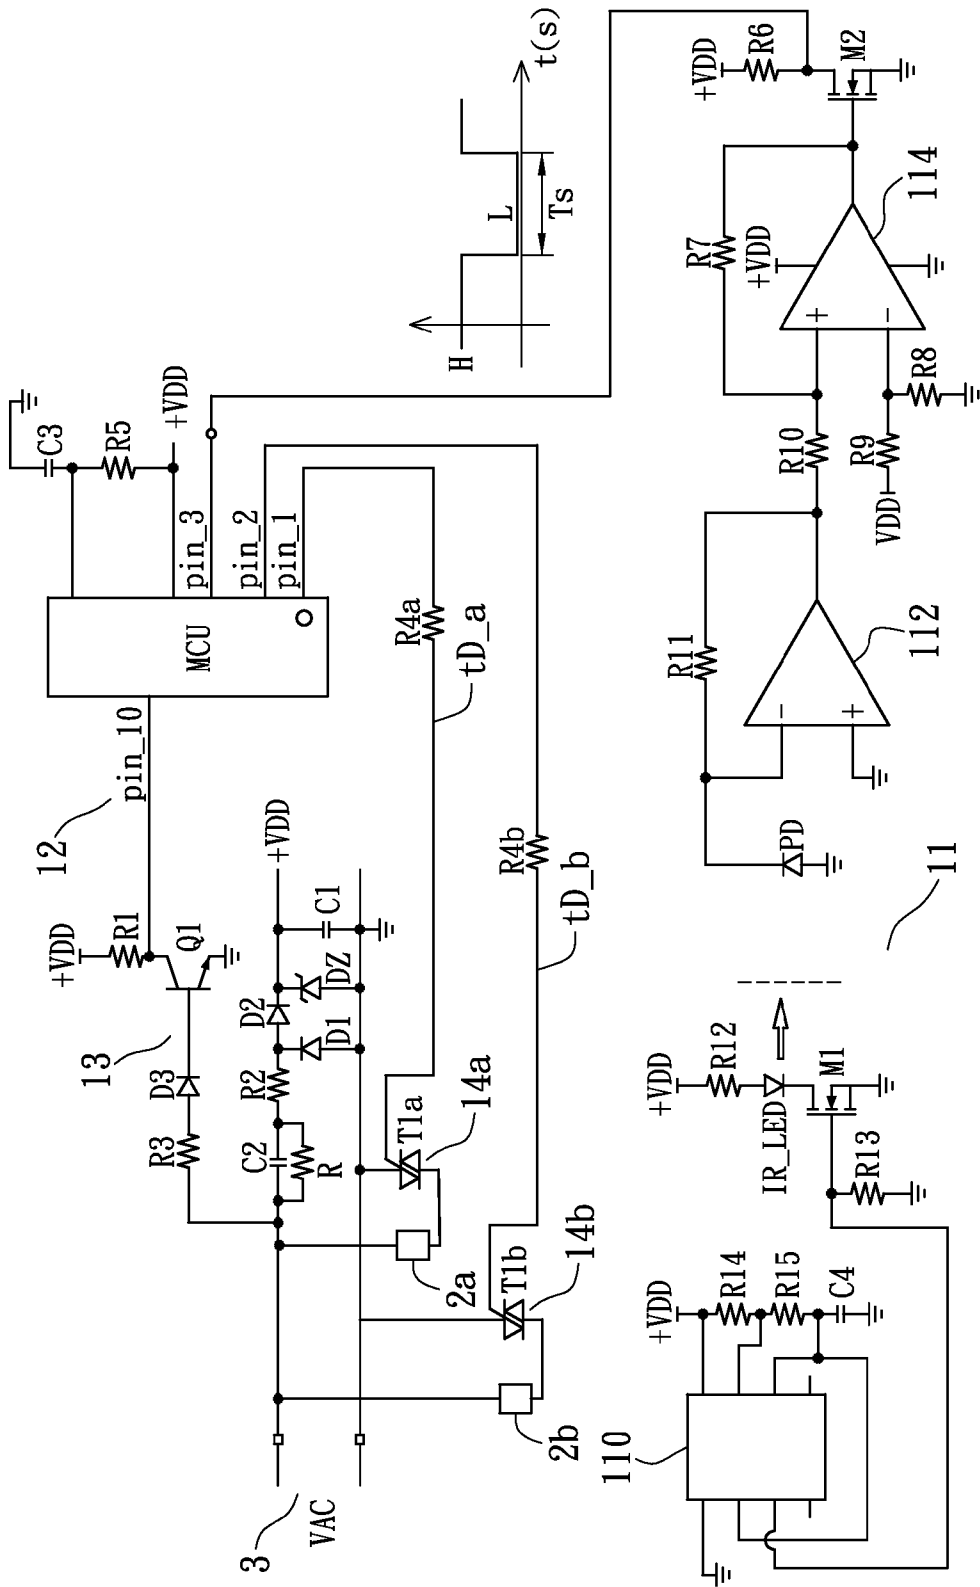 3
VAC
2b
14b
T1b
2a
14a
T1a
R3
D3
13
Q1
+VDD
R1
C2
R
R2
D1
D2
DZ
C1
+VDD
12
pin_10
MCU
C3
R5
+VDD
pin_3
pin_2
pin_1
R4a
tD_a
R4b
tD_b
H
L
Ts
t(s)
110
+VDD
R14
R15
C4
R13
M1
IR_LED
R12
+VDD
11
PD
R11
-
+
112
R10
R9
VDD
R8
R7
+VDD
+
-
114
+VDD
R6
M2